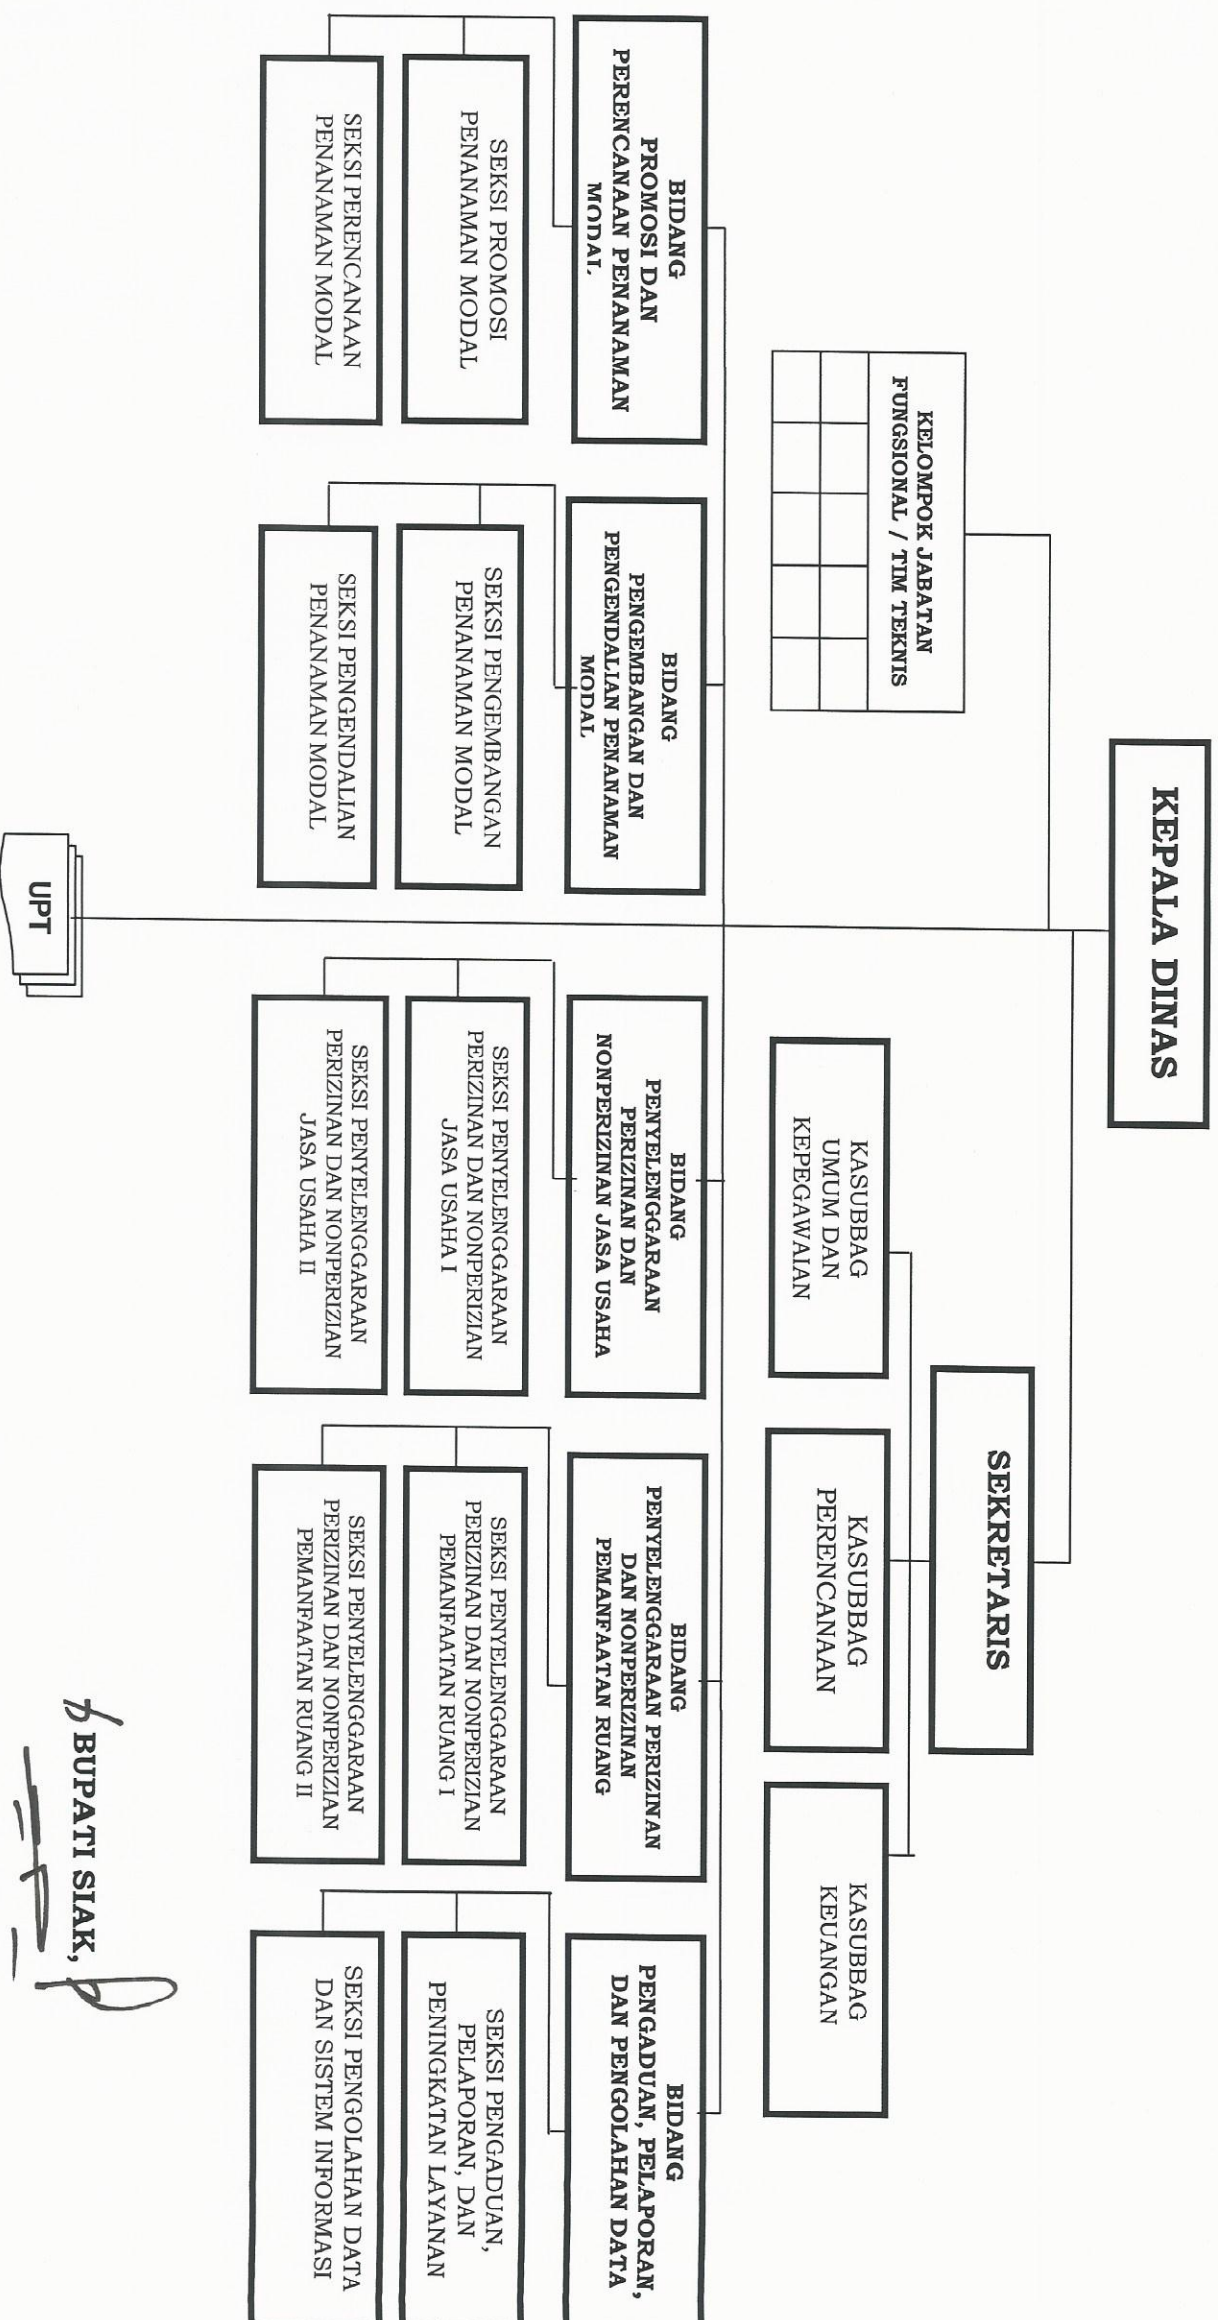 KEPALA DINAS
SEKRETARIS
KELOMPOK JABATAN
FUNGSIONAL / TIM TEKNIS
KASUBBAG
UMUM DAN
KEPEGAWAIAN
KASUBBAG
PERENCANAAN
KASUBBAG
KEUANGAN
BIDANG
PROMOSI DAN
PERENCANAAN PENANAMAN
MODAL
BIDANG
PENGEMBANGAN DAN
PENGENDALIAN PENANAMAN
MODAL
BIDANG
PENYELENGGARAAN
PERIZINAN DAN
NONPERIZINAN JASA USAHA
BIDANG
PENYELENGGARAAN PERIZINAN
DAN NONPERIZINAN
PEMANFAATAN RUANG
BIDANG
PENGADUAN, PELAPORAN,
DAN PENGOLAHAN DATA
SEKSI PROMOSI
PENANAMAN MODAL
SEKSI PENGEMBANGAN
PENANAMAN MODAL
SEKSI PENYELENGGARAAN
PERIZINAN DAN NONPERIZIAN
JASA USAHA I
SEKSI PENYELENGGARAAN
PERIZINAN DAN NONPERIZIAN
PEMANFAATAN RUANG I
SEKSI PENGADUAN,
PELAPORAN, DAN
PENINGKATAN LAYANAN
SEKSI PERENCANAAN
PENANAMAN MODAL
SEKSI PENGENDALIAN
PENANAMAN MODAL
SEKSI PENYELENGGARAAN
PERIZINAN DAN NONPERIZIAN
JASA USAHA II
SEKSI PENYELENGGARAAN
PERIZINAN DAN NONPERIZIAN
PEMANFAATAN RUANG II
SEKSI PENGOLAHAN DATA
DAN SISTEM INFORMASI
UPT
BUPATI SIAK,